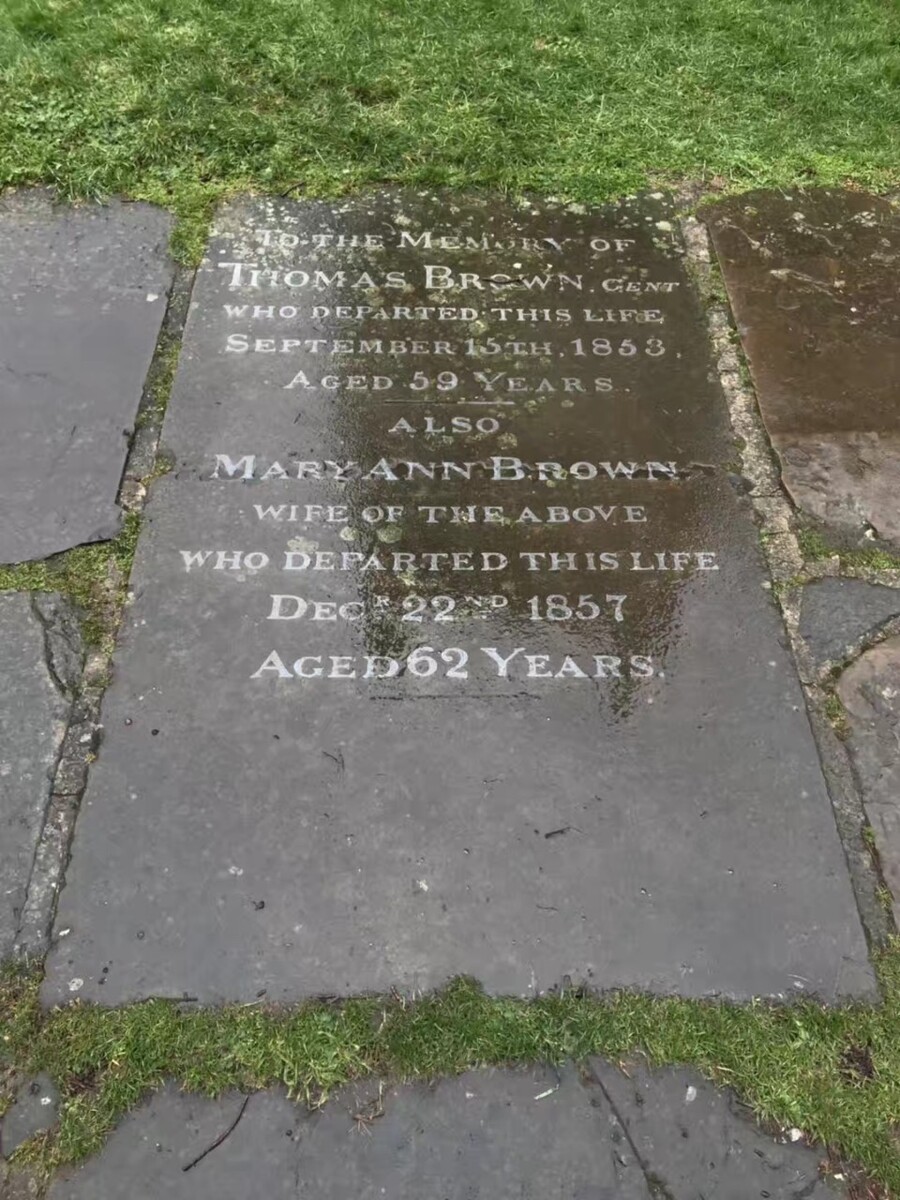 To the Memory of
Thomas Brown, Gent
who departed this life
September 15th, 1853,
Aged 59 Years.
also
Mary Ann Brown
wife of the above
who departed this life
Decr 22nd 1857
Aged 62 Years.